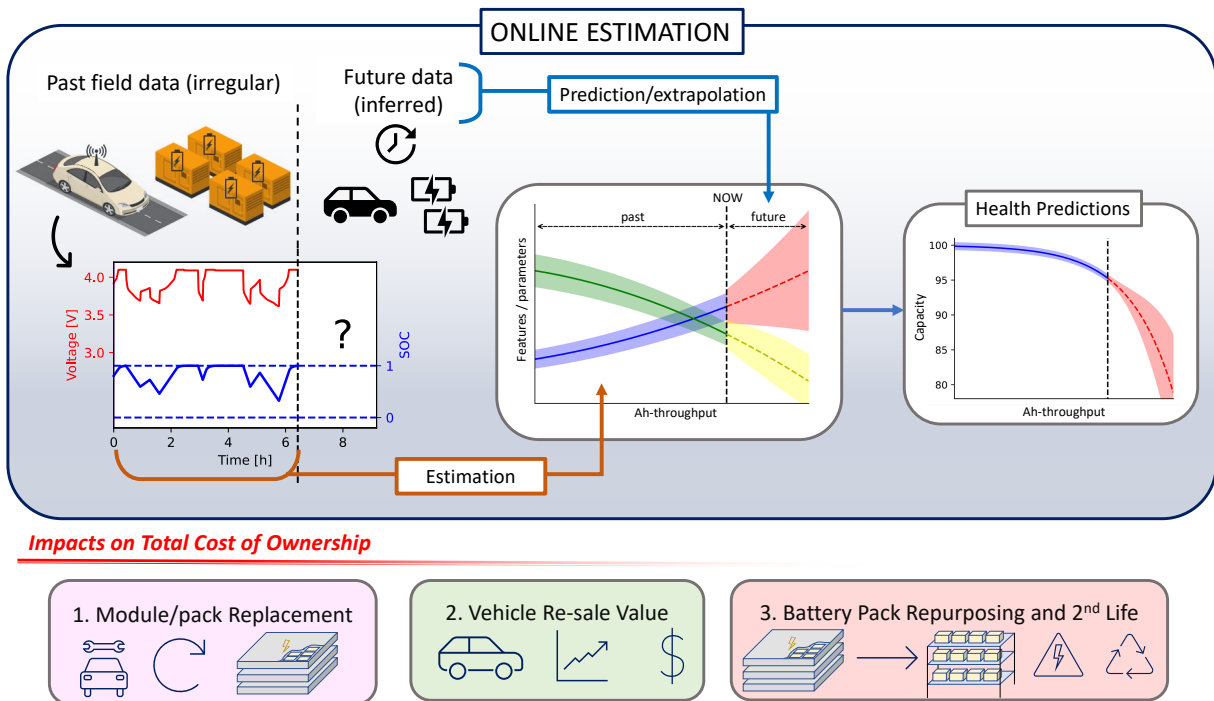 ONLINE ESTIMATION
Past field data (irregular)
Future data
(inferred)
Prediction/extrapolation
4.0
3.5
3.0
Voltage [V]
?
1
0
SOC
0
2
4
6
8
Time [h]
Estimation
NOW
past
future
Features / parameters
Ah-throughput
Health Predictions
100
95
90
85
80
Capacity
Ah-throughput
Impacts on Total Cost of Ownership
1. Module/pack Replacement
2. Vehicle Re-sale Value
$
3. Battery Pack Repurposing and 2nd Life